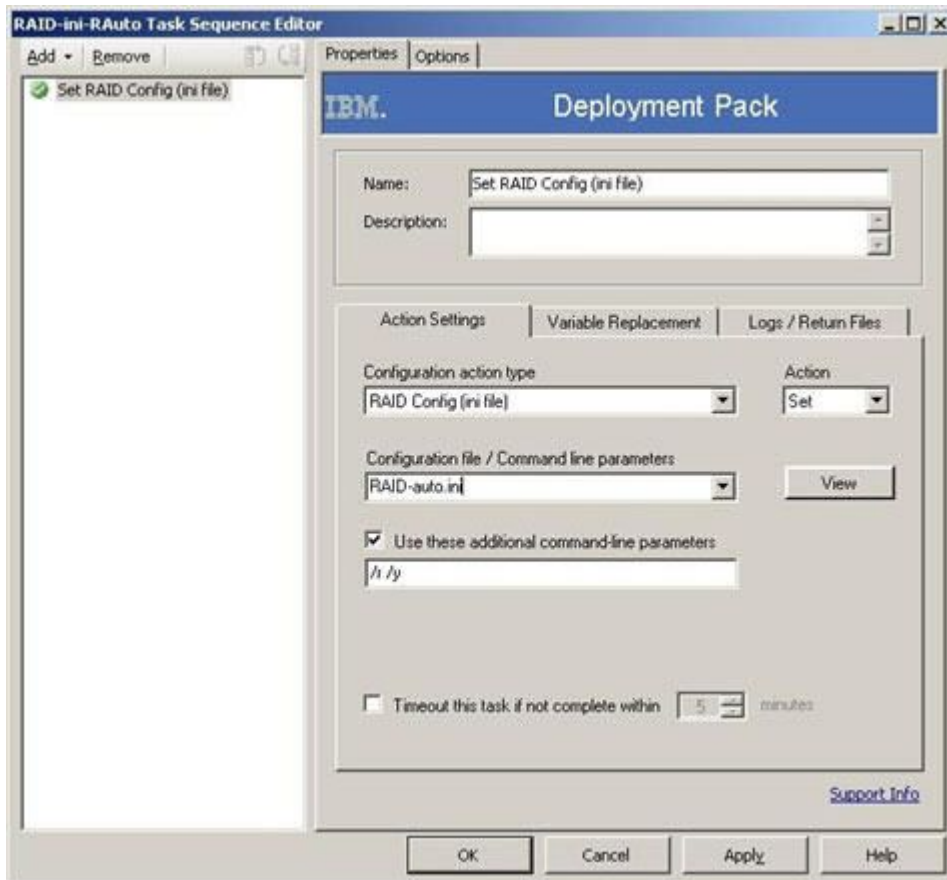 RAID-ini-RAuto Task Sequence Editor
Add Remove
Properties Options
Set RAID Config (ini file)
IBM. Deployment Pack
Name: Set RAID Config (ini file)
Description:
Action Settings Variable Replacement Logs / Return Files
Configuration action type Action
RAID Config (ini file) Set
Configuration file / Command line parameters
RAID-auto.ini View
Use these additional command-line parameters
/r /y
Timeout this task if not complete within 5 minutes
Support Info
OK Cancel Apply Help